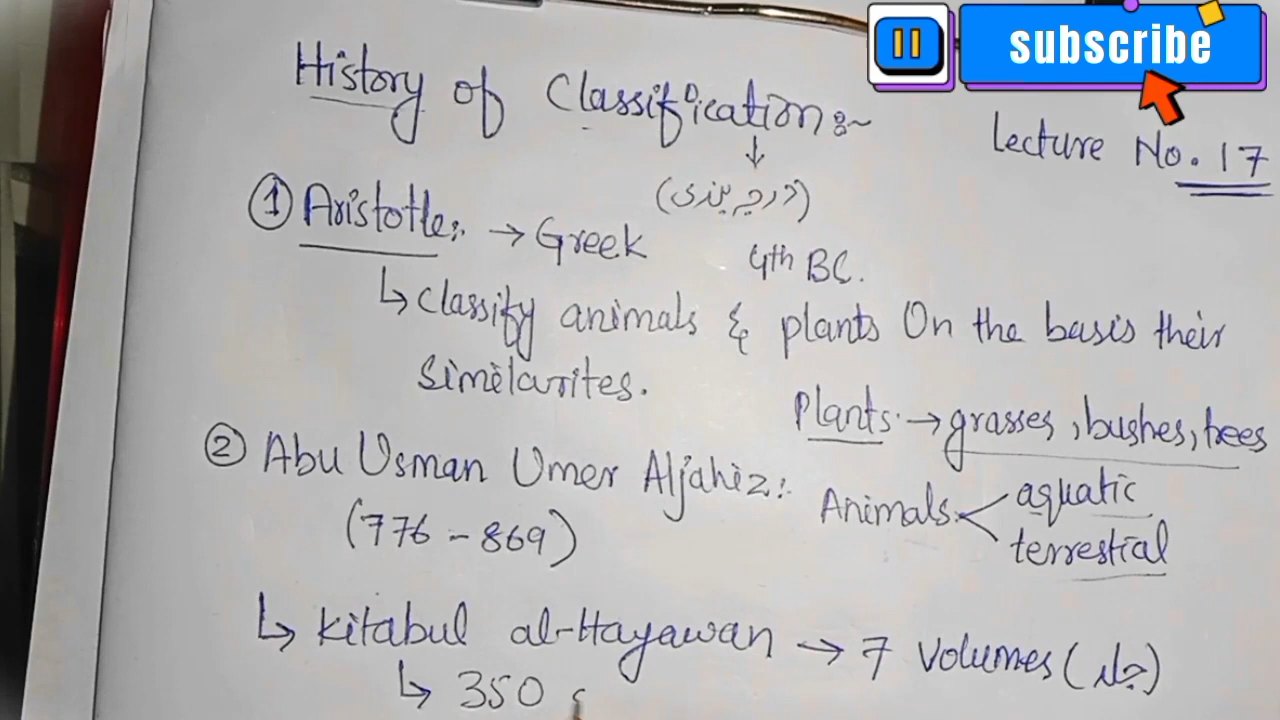 subscribe
History of Classification:~
Lecture No. 17
↓
(درجہ بندی)
① Aristotle:. → Greek
4th BC.
↳ Classify animals & plants On the basis their
Similarites.
Plants. → grasses, bushes, trees
② Abu Usman Umer Aljahiz:.
(776 - 869)
Animals: < aquatic
terrestial
↳ Kitabul al-Hayawan → 7 Volumes (جلد)
↳ 350